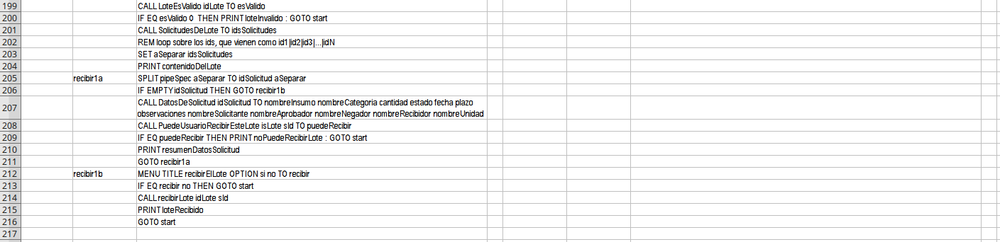 199 CALL LoteEsValido idLote TO esValido
200 IF EQ esValido 0 THEN PRINT loteInvalido : GOTO start
201 CALL SolicitudesDeLote TO idsSolicitudes
202 REM loop sobre los ids, que vienen como id1|id2|id3|...|idN
203 SET aSeparar idsSolicitudes
204 PRINT contenidoDelLote
205 recibir1a SPLIT pipeSpec aSeparar TO idSolicitud aSeparar
206 IF EMPTY idSolicitud THEN GOTO recibir1b
207 CALL DatosDeSolicitud idSolicitud TO nombreInsumo nombreCategoria cantidad estado fecha plazo
observaciones nombreSolicitante nombreAprobador nombreNegador nombreRecibidor nombreUnidad
208 CALL PuedeUsuarioRecibirEsteLote isLote sId TO puedeRecibir
209 IF EQ puedeRecibir THEN PRINT noPuedeRecibirLote : GOTO start
210 PRINT resumenDatosSolicitud
211 GOTO recibir1a
212 recibir1b MENU TITLE recibirElLote OPTION si no TO recibir
213 IF EQ recibir no THEN GOTO start
214 CALL recibirLote idLote sId
215 PRINT loteRecibido
216 GOTO start
217